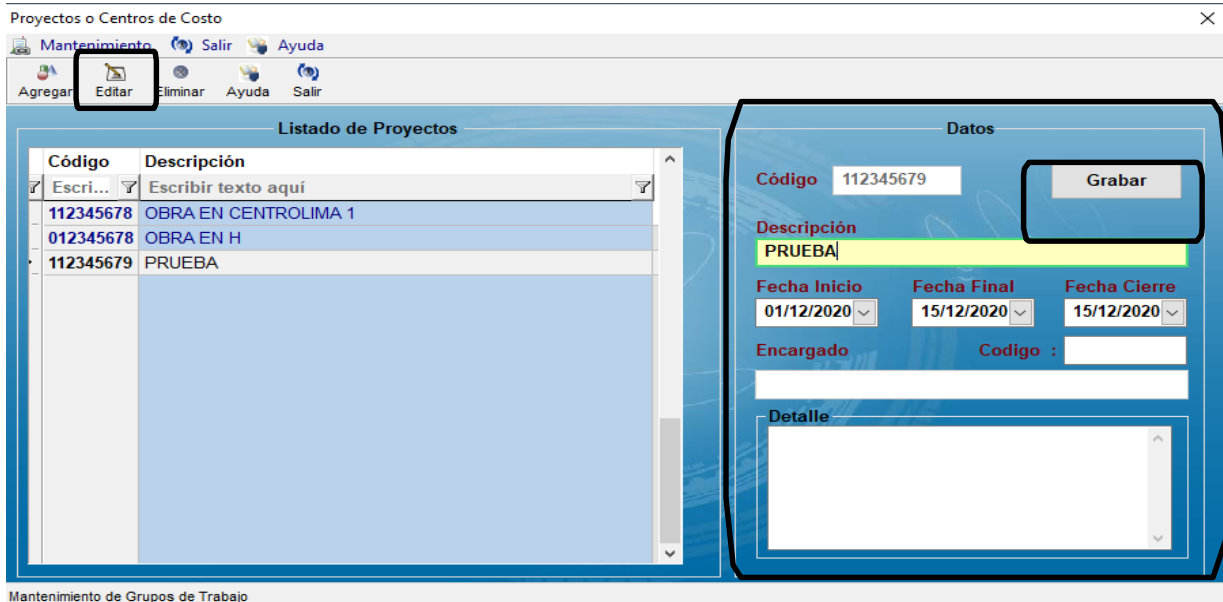 Proyectos o Centros de Costo
Mantenimiento Salir Ayuda
Agregar Editar Eliminar Ayuda Salir
Listado de Proyectos
Código Descripción
Escri... Escribir texto aquí
112345678 OBRA EN CENTROLIMA 1
012345678 OBRA EN H
112345679 PRUEBA
Datos
Código 112345679 Grabar
Descripción
PRUEBA
Fecha Inicio Fecha Final Fecha Cierre
01/12/2020 15/12/2020 15/12/2020
Encargado Codigo :
Detalle
Mantenimiento de Grupos de Trabajo